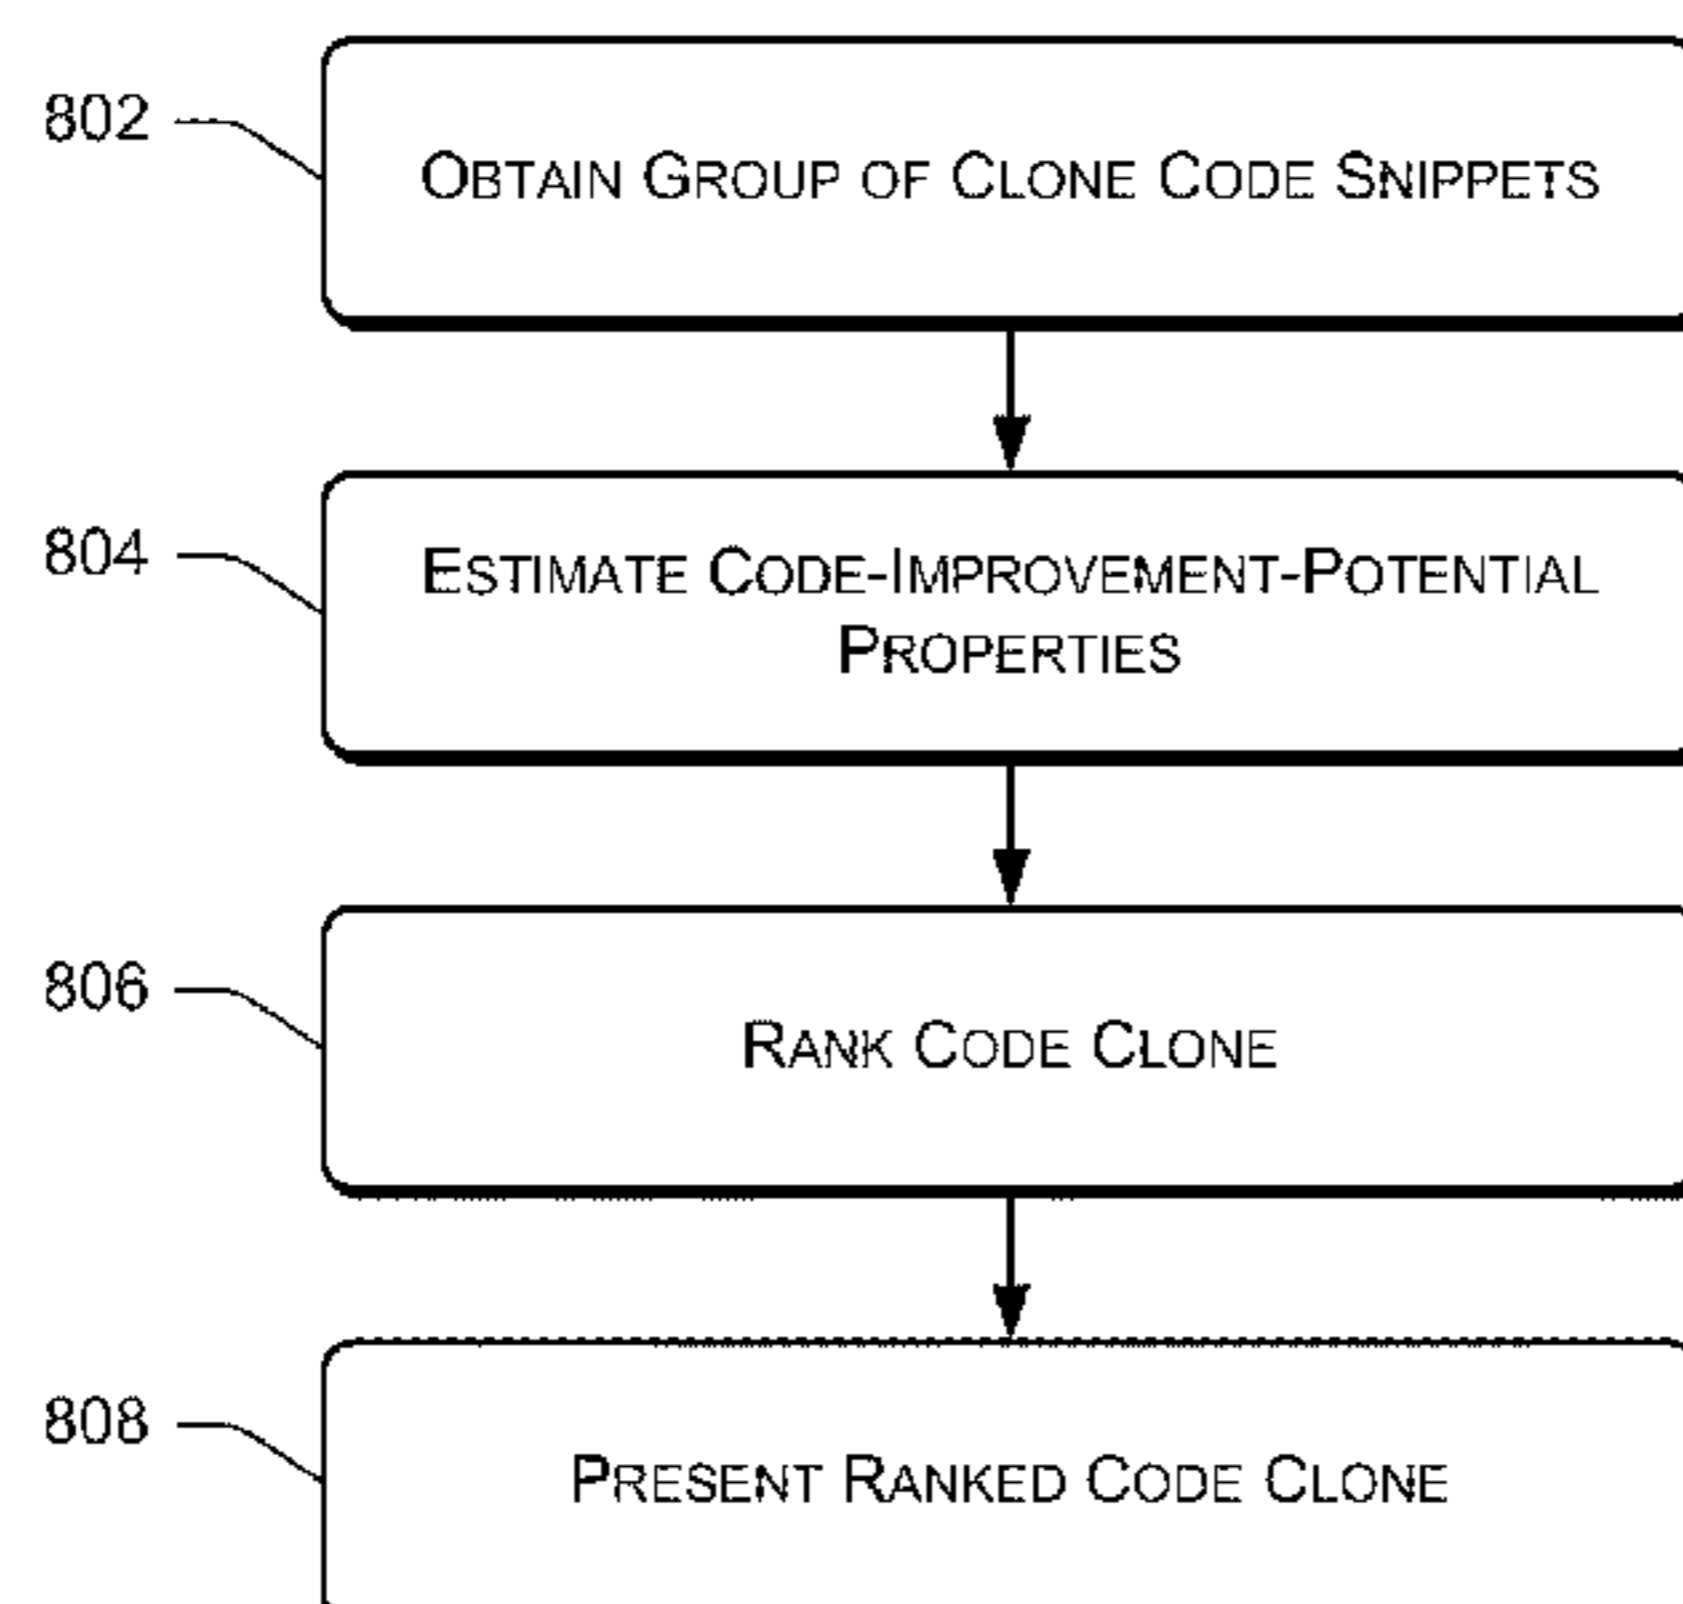 802
OBTAIN GROUP OF CLONE CODE SNIPPETS
804
ESTIMATE CODE-IMPROVEMENT-POTENTIAL
PROPERTIES
806
RANK CODE CLONE
808
PRESENT RANKED CODE CLONE